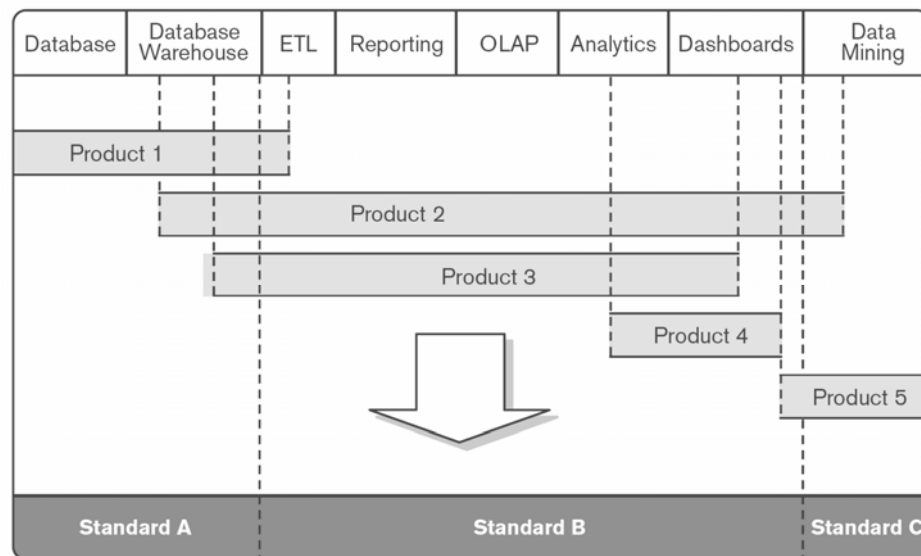 Database
Database
Warehouse
ETL
Reporting
OLAP
Analytics
Dashboards
Data
Mining
Product 1
Product 2
Product 3
Product 4
Product 5
Standard A
Standard B
Standard C